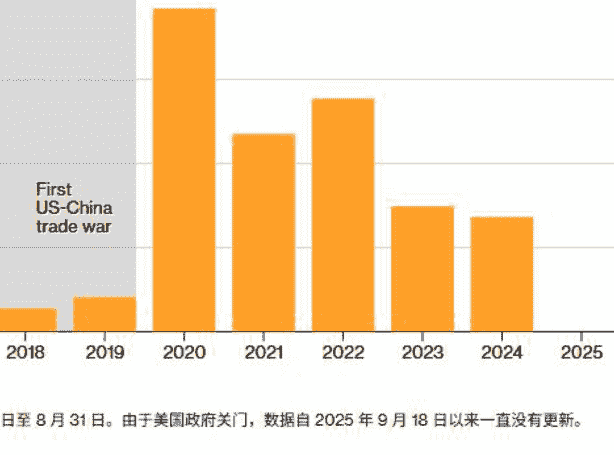 First
US-China
trade war
2018 2019 2020 2021 2022 2023 2024 2025
日至 8 月 31 日。由于美国政府关门，数据自 2025 年 9 月 18 日以来一直没有更新。